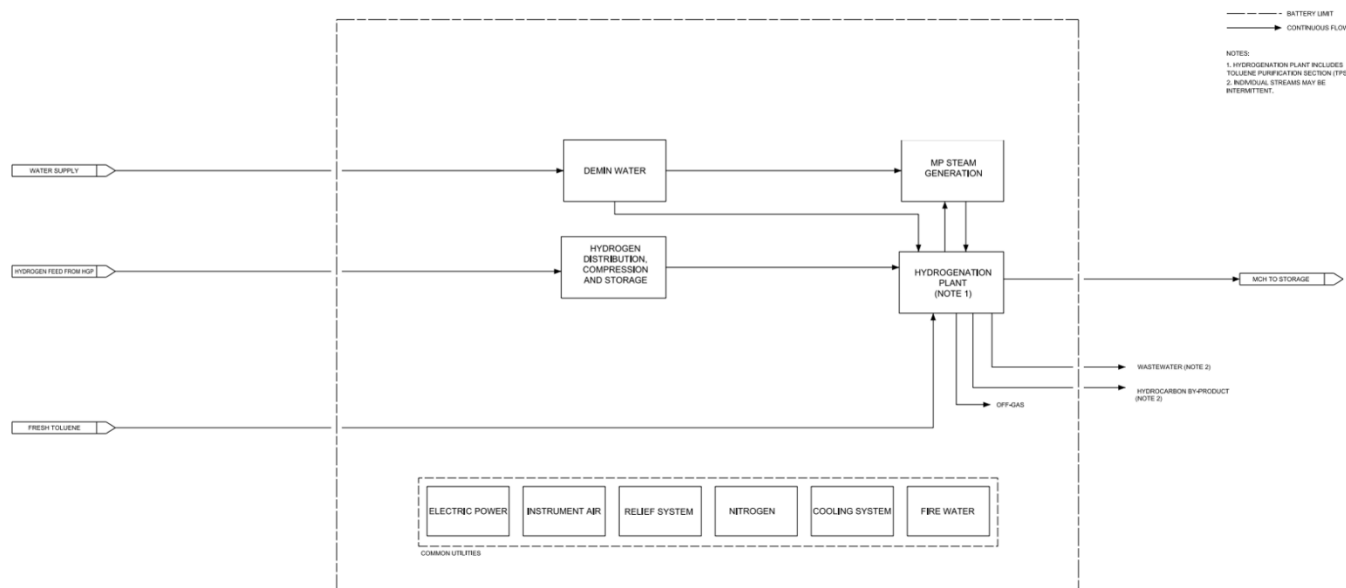 BATTERY LIMIT
CONTINUOUS FLOW
NOTES:
1. HYDROGENATION PLANT INCLUDES
TOLUENE PURIFICATION SECTION (TPS
2. INDIVIDUAL STREAMS MAY BE
INTERMITTENT.
WATER SUPPLY
DEMIN WATER
MP STEAM
GENERATION
HYDROGEN FEED FROM HGP
HYDROGEN
DISTRIBUTION,
COMPRESSION
AND STORAGE
HYDROGENATION
PLANT
(NOTE 1)
MCH TO STORAGE
WASTEWATER (NOTE 2)
HYDROCARBON BY-PRODUCT
(NOTE 2)
OFF-GAS
FRESH TOLUENE
ELECTRIC POWER
INSTRUMENT AIR
RELIEF SYSTEM
NITROGEN
COOLING SYSTEM
FIRE WATER
COMMON UTILITIES